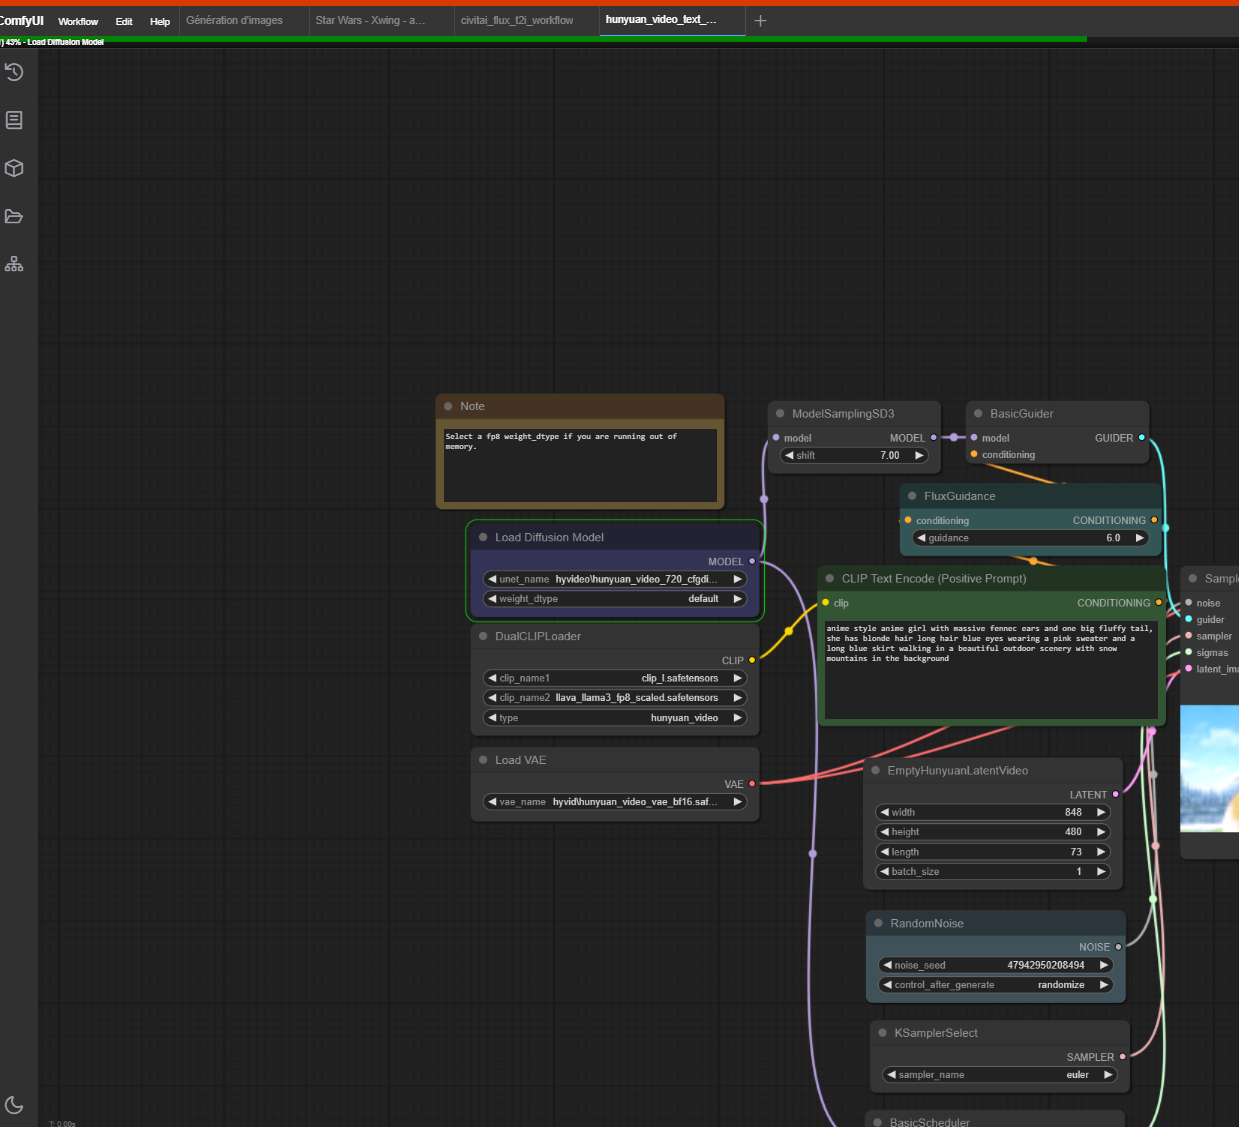 ComfyUI Workflow Edit Help Génération d'images Star Wars - Xwing - a... civitai_flux_t2i_workflow hunyuan_video_text_...
43% - Load Diffusion Model
Note
Select a fp8 weight_dtype if you are running out of
memory.
ModelSamplingSD3
model MODEL
shift 7.00
BasicGuider
model GUIDER
conditioning
FluxGuidance
conditioning CONDITIONING
guidance 6.0
Load Diffusion Model
MODEL
unet_name hyvideo\hunyuan_video_720_cfgdi...
weight_dtype default
CLIP Text Encode (Positive Prompt)
clip CONDITIONING
anime style anime girl with massive fennec ears and one big fluffy tail,
she has blonde hair long hair blue eyes wearing a pink sweater and a
long blue skirt walking in a beautiful outdoor scenery with snow
mountains in the background
Sampl
noise
guider
sampler
sigmas
latent_ima
DualCLIPLoader
CLIP
clip_name1 clip_l.safetensors
clip_name2 llava_llama3_fp8_scaled.safetensors
type hunyuan_video
Load VAE
VAE
vae_name hyvid\hunyuan_video_vae_bf16.saf...
EmptyHunyuanLatentVideo
LATENT
width 848
height 480
length 73
batch_size 1
RandomNoise
NOISE
noise_seed 47942950208494
control_after_generate randomize
KSamplerSelect
SAMPLER
sampler_name euler
BasicScheduler
T: 0.00s